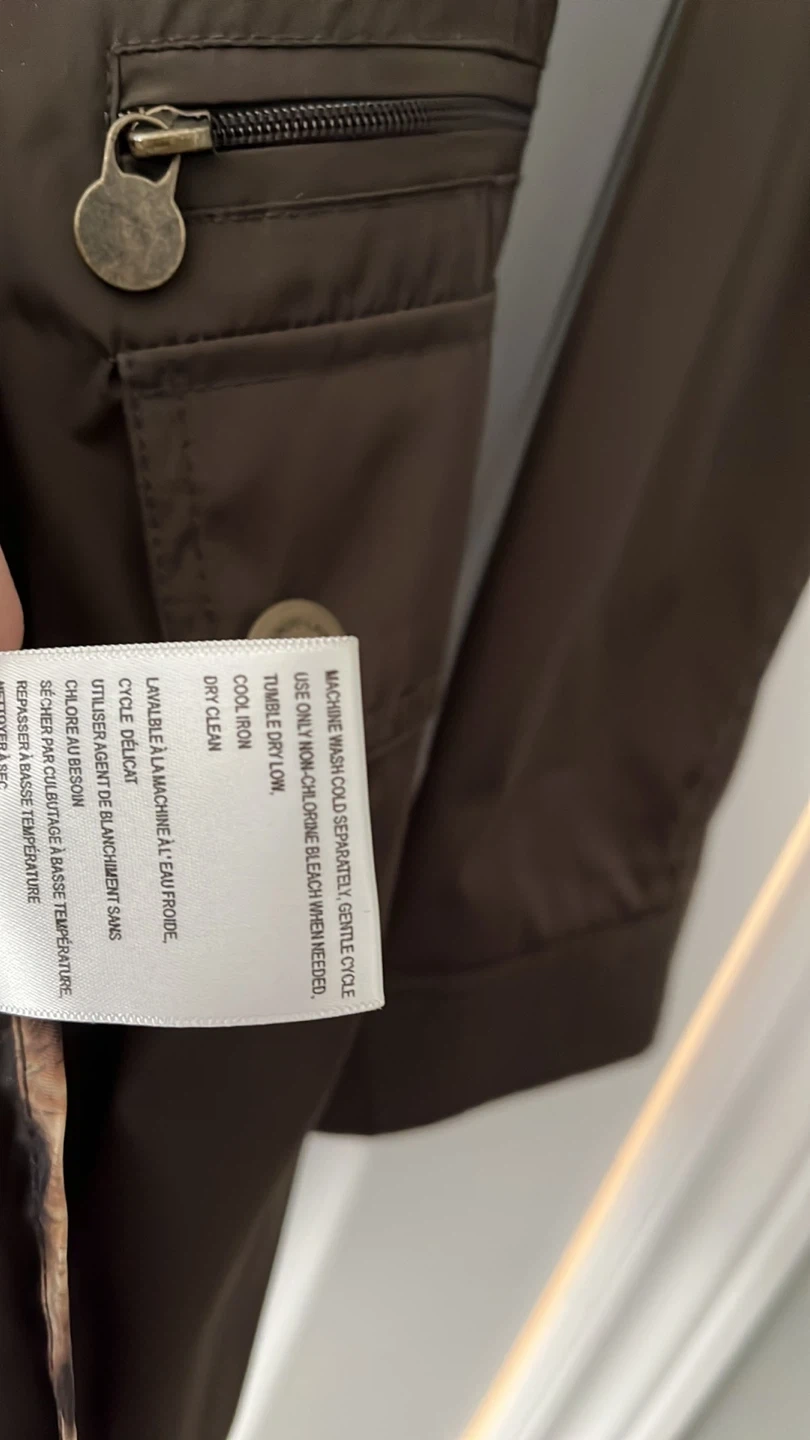 MACHINE WASH COLD SEPARATELY, GENTLE CYCLE
USE ONLY NON-CHLORINE BLEACH WHEN NEEDED,
TUMBLE DRY LOW,
COOL IRON
DRY CLEAN
LAVALBLE À LA MACHINE À L'EAU FROIDE,
CYCLE DÉLICAT
UTILISER AGENT DE BLANCHIMENT SANS
CHLORE AU BESOIN
SÉCHER PAR CULBUTAGE À BASSE TEMPÉRATURE,
REPASSER À BASSE TEMPÉRATURE
NETTOYER À SEC